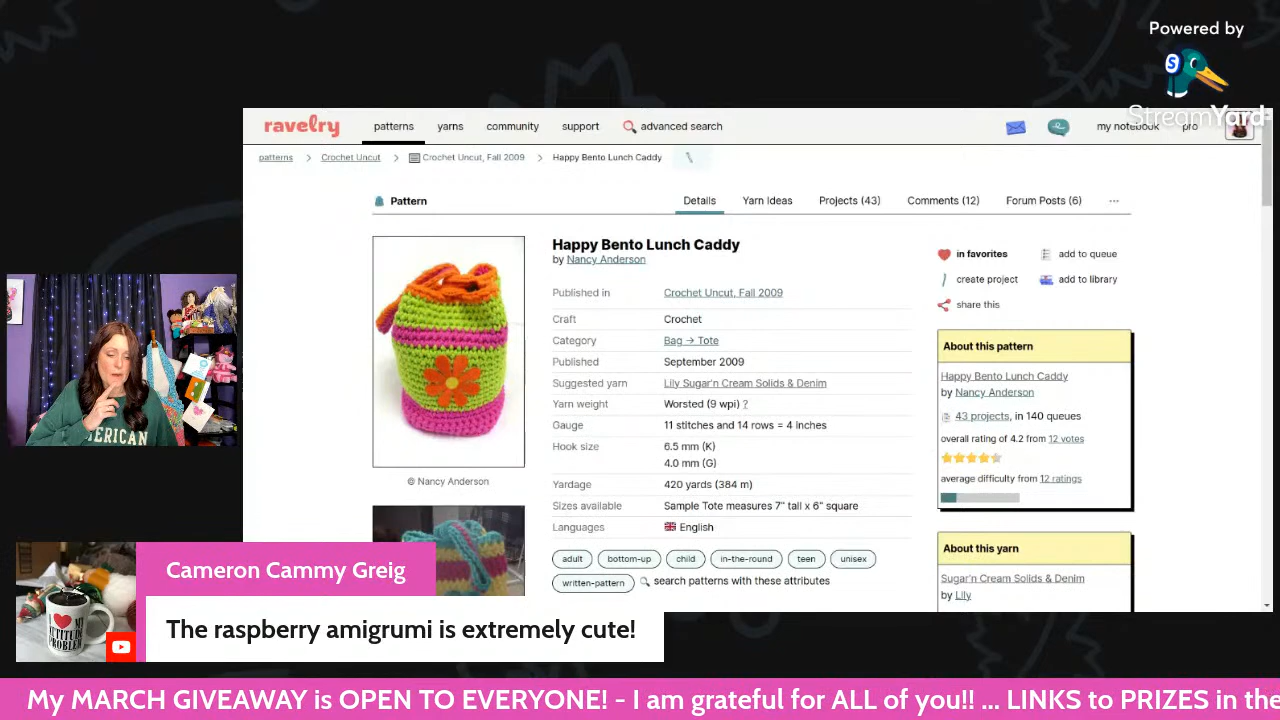 Powered by
StreamYard
ravelry patterns yarns community support advanced search my notebook pro
patterns > Crochet Uncut > Crochet Uncut, Fall 2009 > Happy Bento Lunch Caddy
Pattern Details Yarn Ideas Projects (43) Comments (12) Forum Posts (6) ...
Happy Bento Lunch Caddy
by Nancy Anderson
Published in Crochet Uncut, Fall 2009
Craft Crochet
Category Bag → Tote
Published September 2009
Suggested yarn Lily Sugar'n Cream Solids & Denim
Yarn weight Worsted (9 wpi) ?
Gauge 11 stitches and 14 rows = 4 inches
Hook size 6.5 mm (K)
4.0 mm (G)
Yardage 420 yards (384 m)
Sizes available Sample Tote measures 7" tall x 6" square
Languages English
adult bottom-up child in-the-round teen unisex
written-pattern search patterns with these attributes
© Nancy Anderson
in favorites add to queue
create project add to library
share this
About this pattern
Happy Bento Lunch Caddy
by Nancy Anderson
43 projects, in 140 queues
overall rating of 4.2 from 12 votes
average difficulty from 12 ratings
About this yarn
Sugar'n Cream Solids & Denim
by Lily
ERICAN
I MY
ATTITUDE
PROBLEM
Cameron Cammy Greig
The raspberry amigrumi is extremely cute!
My MARCH GIVEAWAY is OPEN TO EVERYONE! - I am grateful for ALL of you!! ... LINKS to PRIZES in the